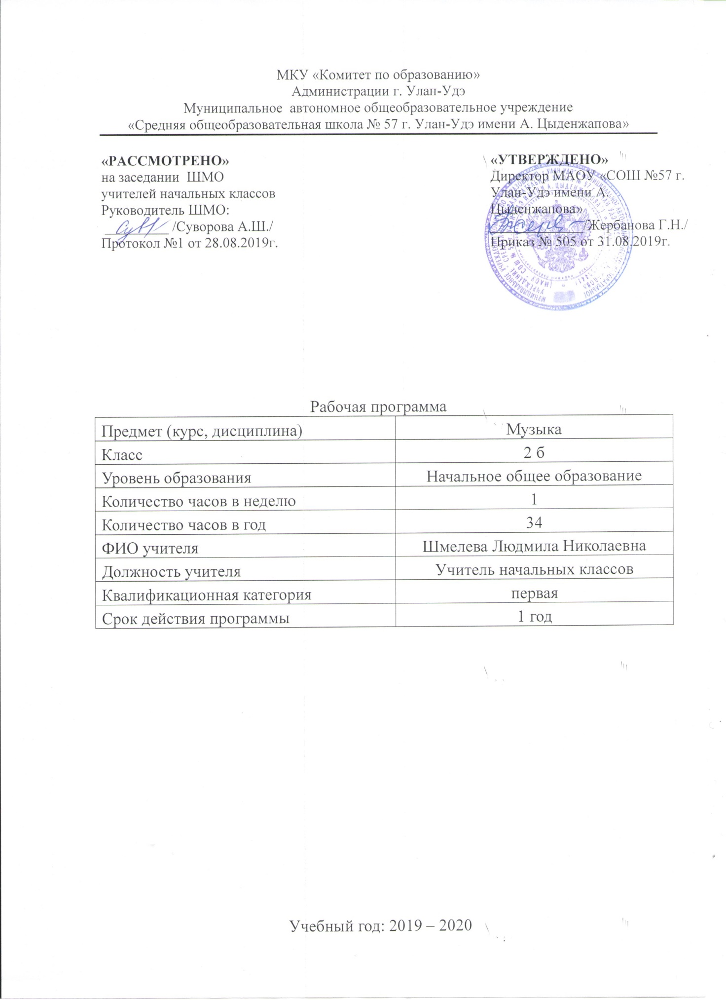 МКУ «Комитет по образованию»
Администрации г. Улан-Удэ
Муниципальное автономное общеобразовательное учреждение
«Средняя общеобразовательная школа № 57 г. Улан-Удэ имени А. Цыденжапова»
«РАССМОТРЕНО»
на заседании ШМО
учителей начальных классов
Руководитель ШМО:
_________ /Суворова А.Ш./
Протокол №1 от 28.08.2019г.
«УТВЕРЖДЕНО»
Директор МАОУ «СОШ №57 г.
Улан-Удэ имени А.
Цыденжапова»
_____________/Жербанова Г.Н./
Приказ № 505 от 31.08.2019г.
Рабочая программа
Предмет (курс, дисциплина) Музыка
Класс 2 б
Уровень образования Начальное общее образование
Количество часов в неделю 1
Количество часов в год 34
ФИО учителя Шмелева Людмила Николаевна
Должность учителя Учитель начальных классов
Квалификационная категория первая
Срок действия программы 1 год
Учебный год: 2019 – 2020